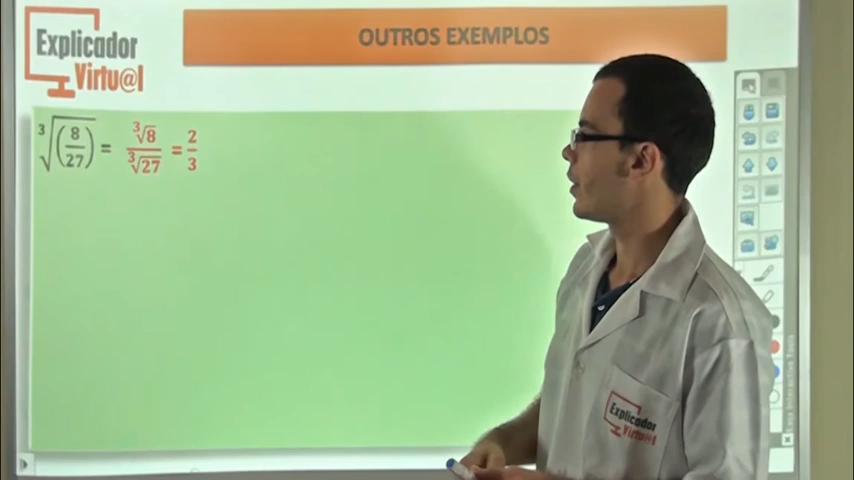 Explicador
Virtu@l
OUTROS EXEMPLOS
∛(8/27) = ∛8/∛27 = 2/3
Explicador
Virtu@l